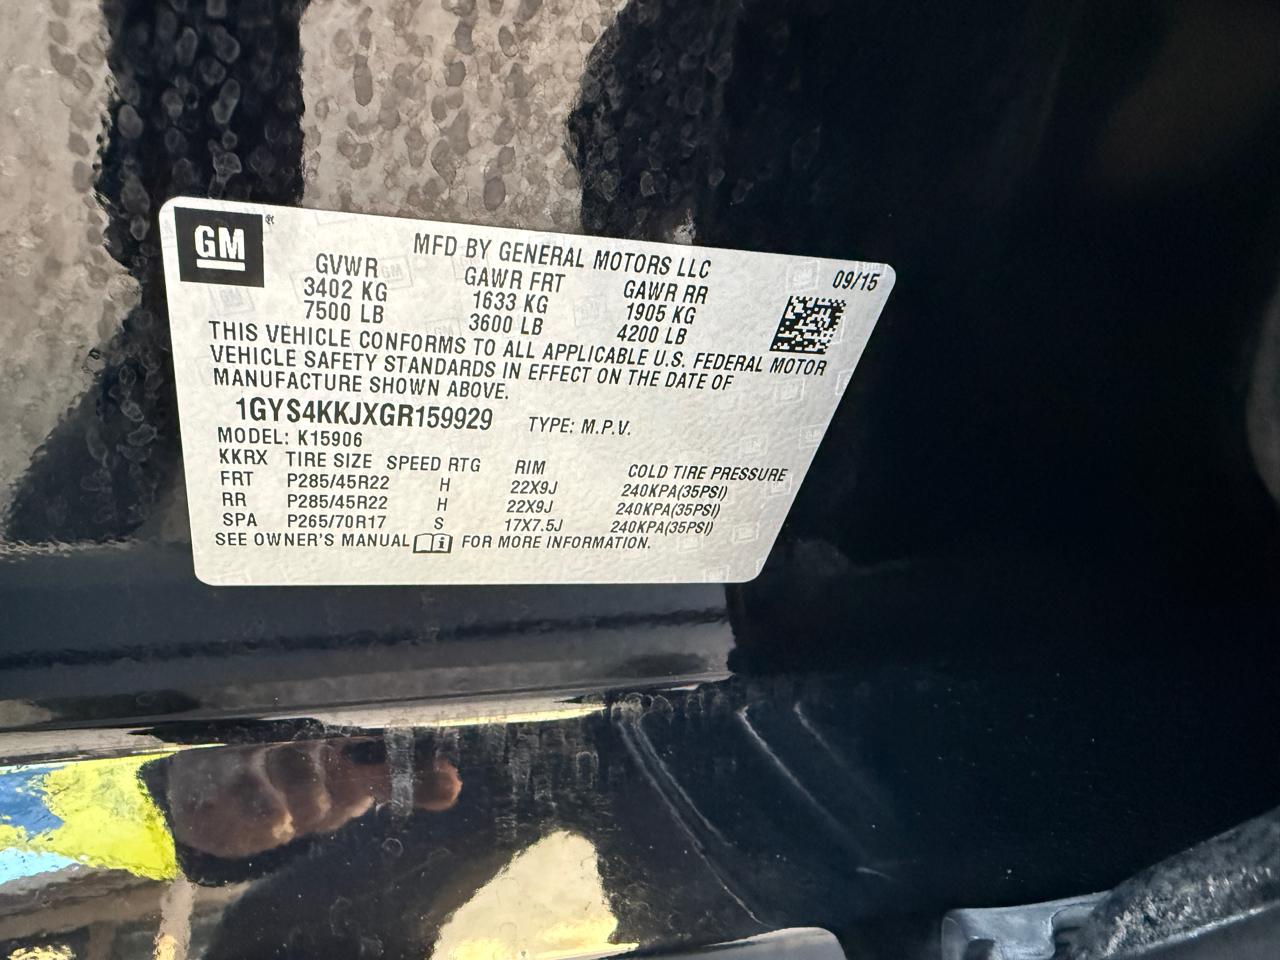 GM
MFD BY GENERAL MOTORS LLC
09/15
GVWR GAWR FRT GAWR RR
3402 KG 1633 KG 1905 KG
7500 LB 3600 LB 4200 LB
THIS VEHICLE CONFORMS TO ALL APPLICABLE U.S. FEDERAL MOTOR
VEHICLE SAFETY STANDARDS IN EFFECT ON THE DATE OF
MANUFACTURE SHOWN ABOVE.
1GYS4KKJXGR159929 TYPE: M.P.V.
MODEL: K15906
KKRX TIRE SIZE SPEED RTG RIM COLD TIRE PRESSURE
FRT P285/45R22 H 22X9J 240KPA(35PSI)
RR P285/45R22 H 22X9J 240KPA(35PSI)
SPA P265/70R17 S 17X7.5J 240KPA(35PSI)
SEE OWNER'S MANUAL FOR MORE INFORMATION.